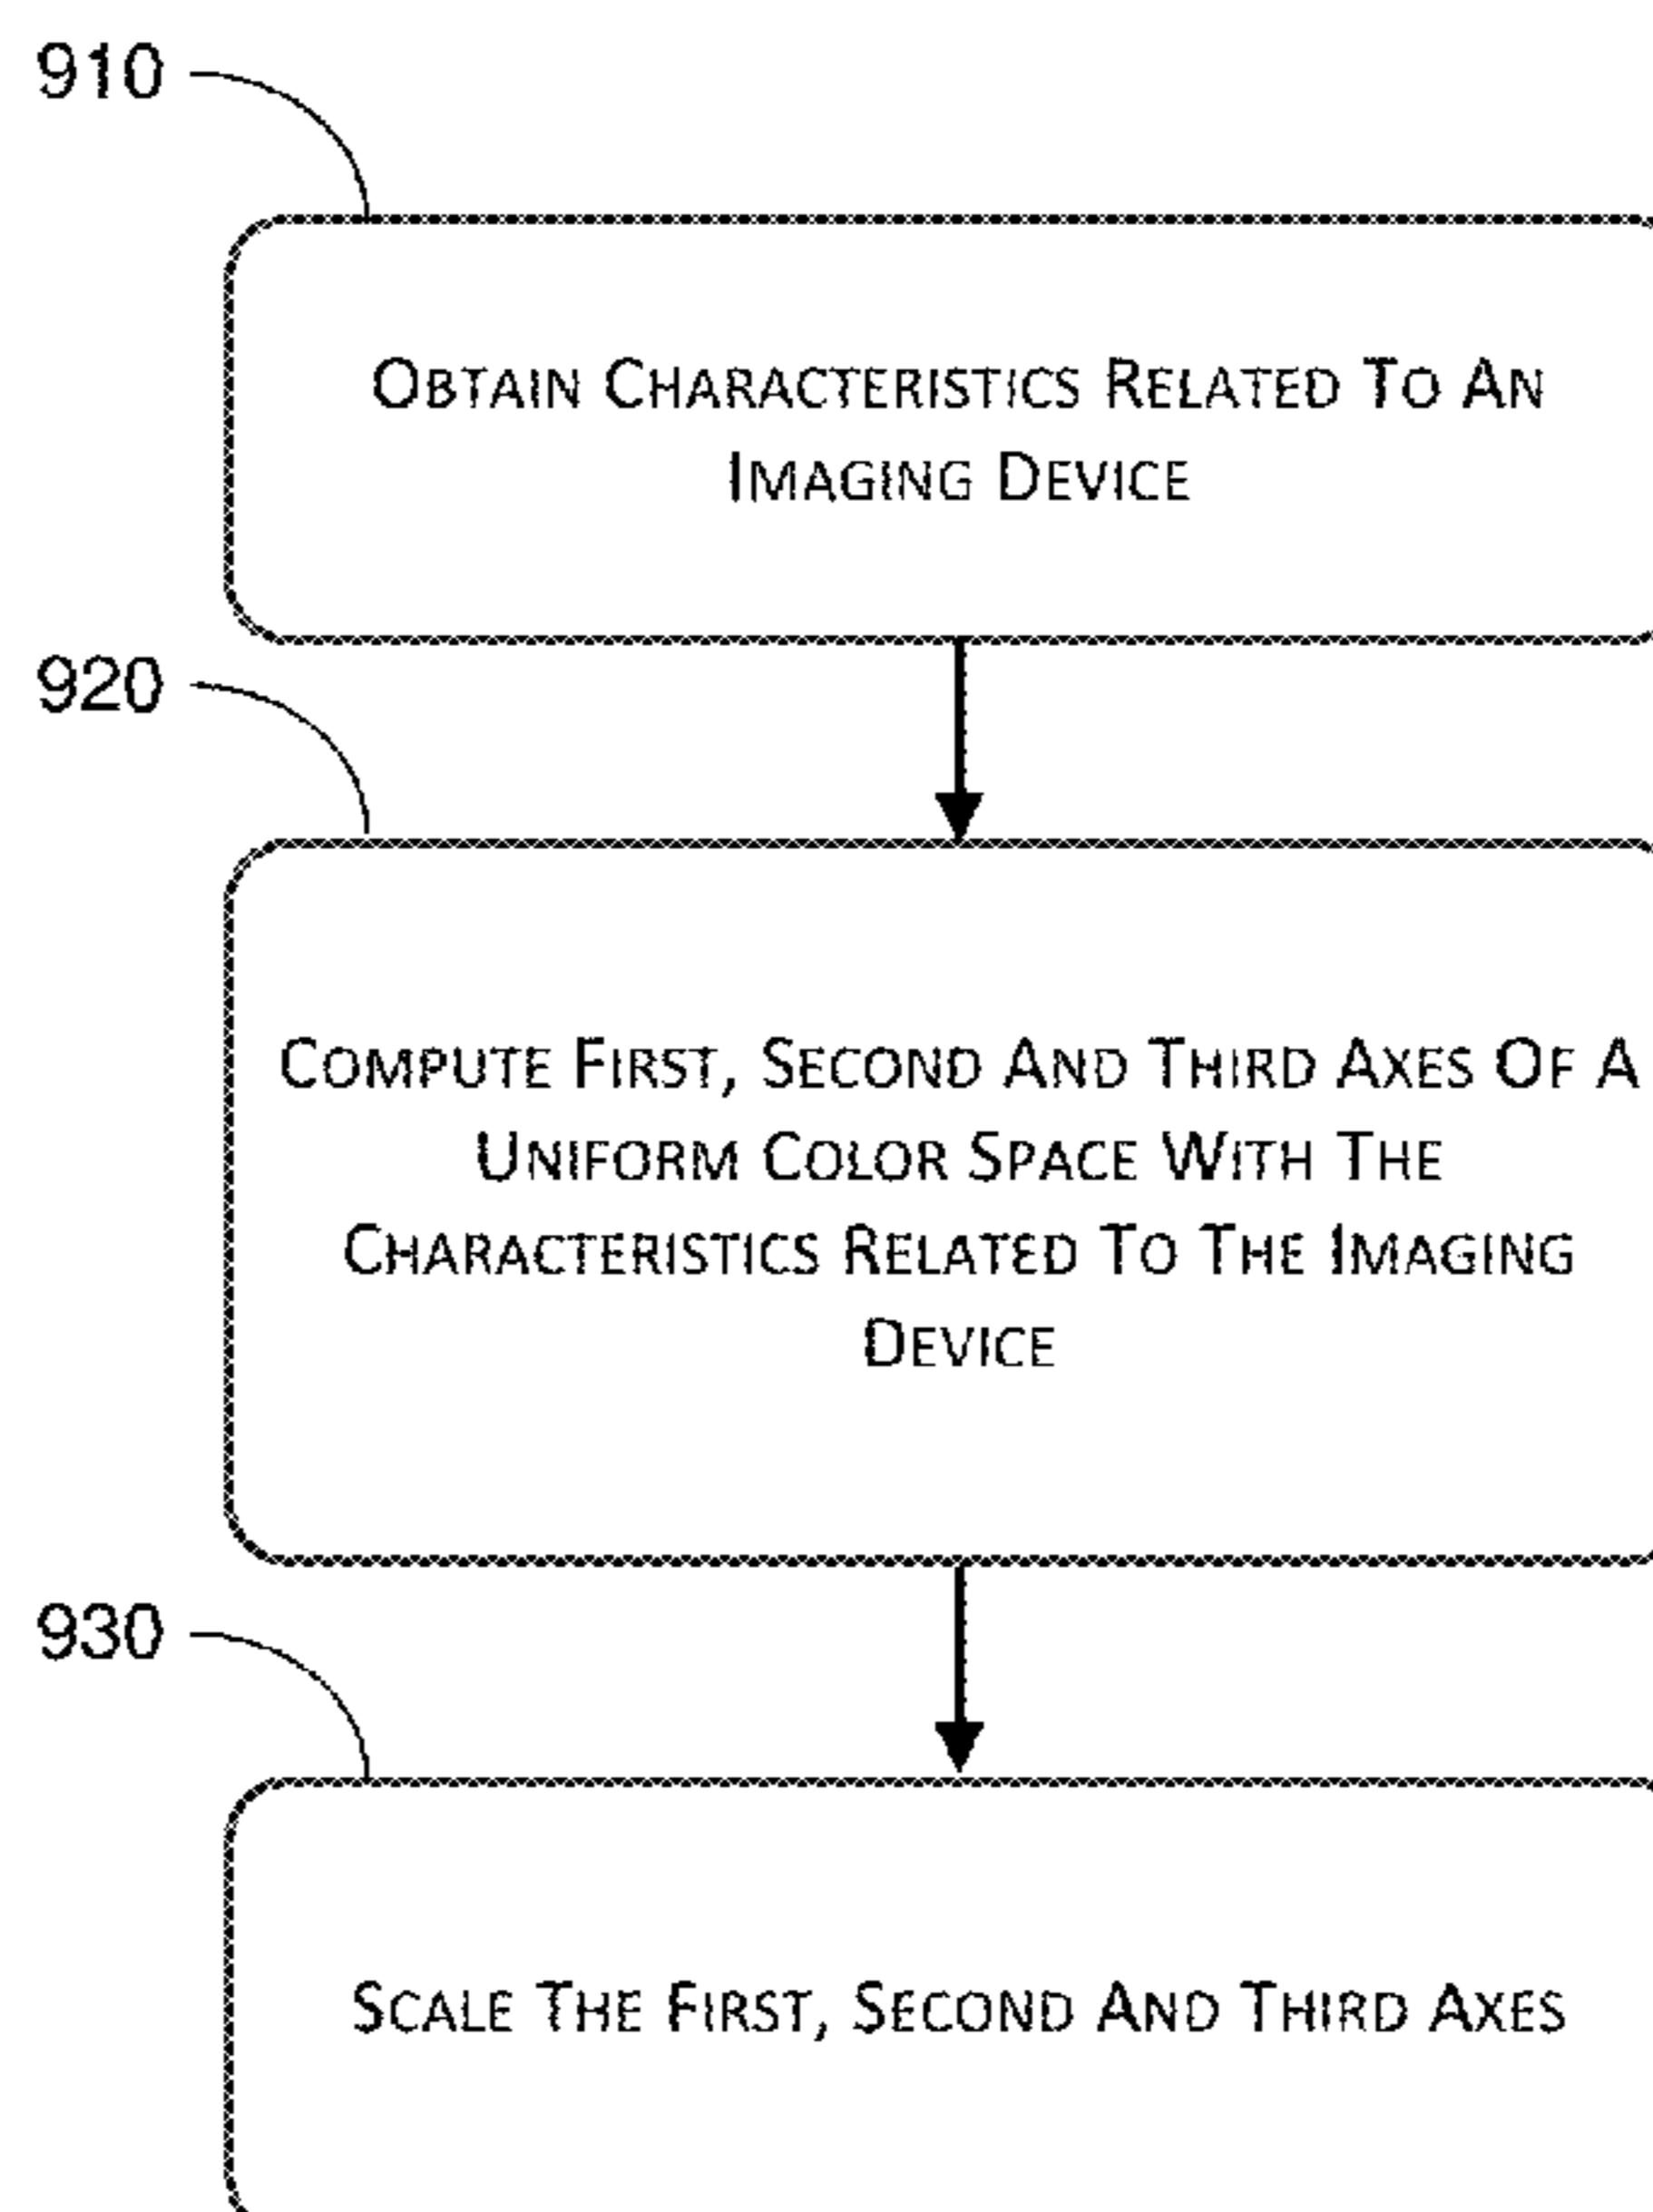 910
OBTAIN CHARACTERISTICS RELATED TO AN
IMAGING DEVICE
920
COMPUTE FIRST, SECOND AND THIRD AXES OF A
UNIFORM COLOR SPACE WITH THE
CHARACTERISTICS RELATED TO THE IMAGING
DEVICE
930
SCALE THE FIRST, SECOND AND THIRD AXES